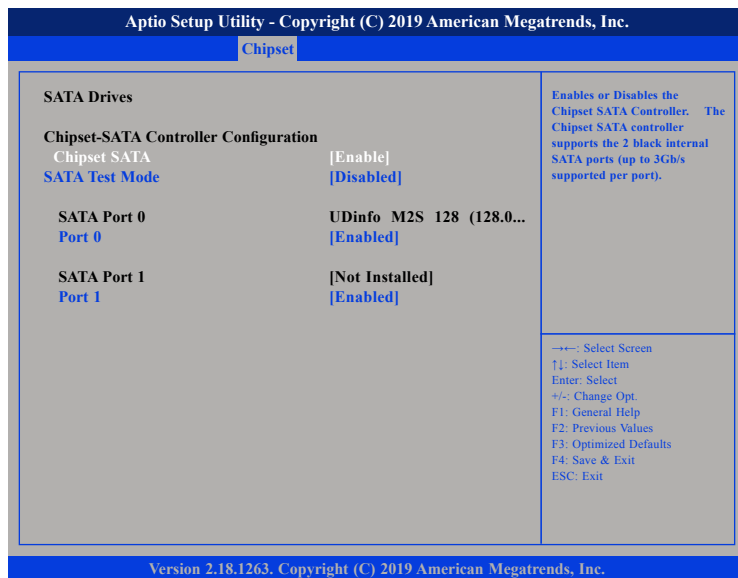 Aptio Setup Utility - Copyright (C) 2019 American Megatrends, Inc.
Chipset
SATA Drives
Chipset-SATA Controller Configuration
Chipset SATA [Enable]
SATA Test Mode [Disabled]
SATA Port 0 UDinfo M2S 128 (128.0...
Port 0 [Enabled]
SATA Port 1 [Not Installed]
Port 1 [Enabled]
Enables or Disables the
Chipset SATA Controller. The
Chipset SATA controller
supports the 2 black internal
SATA ports (up to 3Gb/s
supported per port).
→←: Select Screen
↑↓: Select Item
Enter: Select
+/-: Change Opt.
F1: General Help
F2: Previous Values
F3: Optimized Defaults
F4: Save & Exit
ESC: Exit
Version 2.18.1263. Copyright (C) 2019 American Megatrends, Inc.